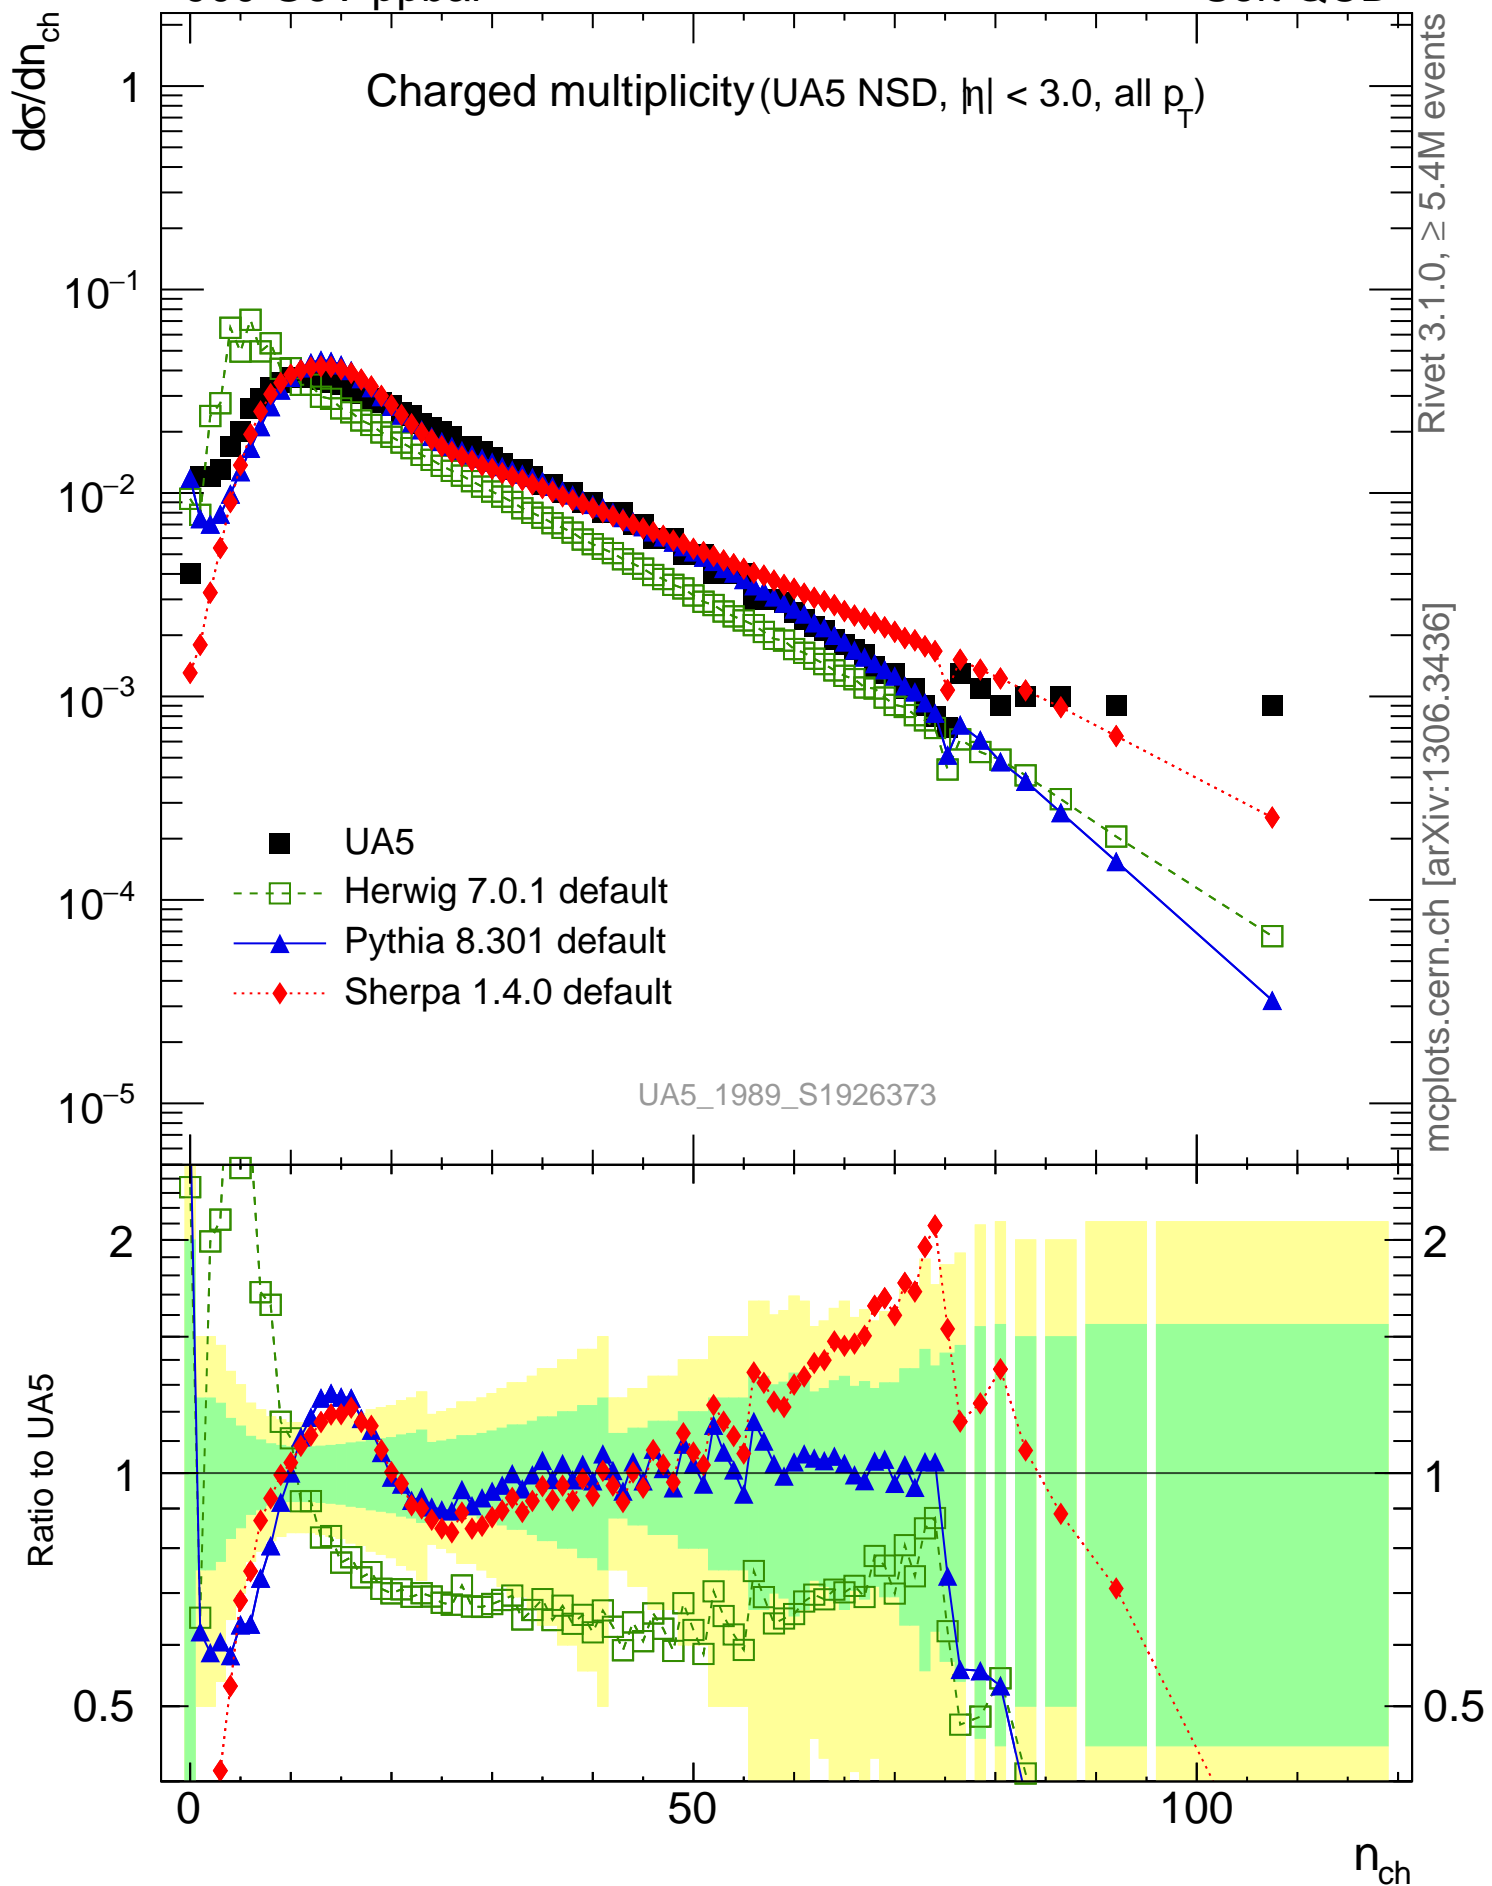 dσ/dn_ch
Charged multiplicity (UA5 NSD, |η| < 3.0, all p_T)
1
10⁻¹
10⁻²
10⁻³
10⁻⁴
10⁻⁵
UA5
Herwig 7.0.1 default
Pythia 8.301 default
Sherpa 1.4.0 default
UA5_1989_S1926373
Rivet 3.1.0, ≥ 5.4M events
mcplots.cern.ch [arXiv:1306.3436]
Ratio to UA5
2
1
0.5
2
1
0.5
0
50
100
n_ch